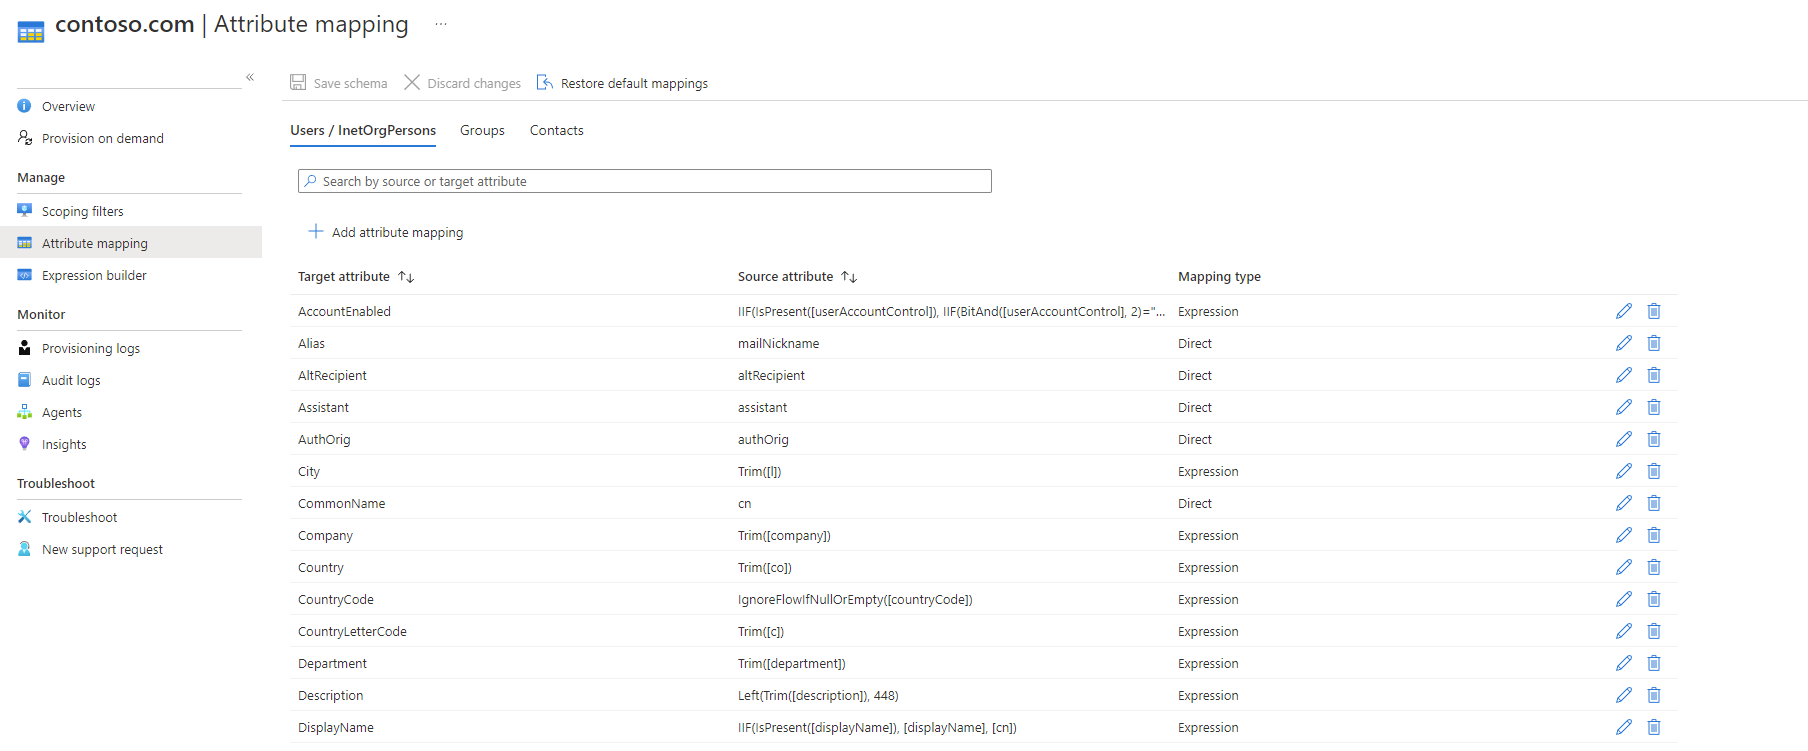 contoso.com | Attribute mapping ...
«
Overview
Provision on demand
Manage
Scoping filters
Attribute mapping
Expression builder
Monitor
Provisioning logs
Audit logs
Agents
Insights
Troubleshoot
Troubleshoot
New support request
Save schema Discard changes Restore default mappings
Users / InetOrgPersons Groups Contacts
Search by source or target attribute
+ Add attribute mapping
Target attribute ↑↓ Source attribute ↑↓ Mapping type
AccountEnabled IIF(IsPresent([userAccountControl]), IIF(BitAnd([userAccountControl], 2)="... Expression
Alias mailNickname Direct
AltRecipient altRecipient Direct
Assistant assistant Direct
AuthOrig authOrig Direct
City Trim([l]) Expression
CommonName cn Direct
Company Trim([company]) Expression
Country Trim([co]) Expression
CountryCode IgnoreFlowIfNullOrEmpty([countryCode]) Expression
CountryLetterCode Trim([c]) Expression
Department Trim([department]) Expression
Description Left(Trim([description]), 448) Expression
DisplayName IIF(IsPresent([displayName]), [displayName], [cn]) Expression